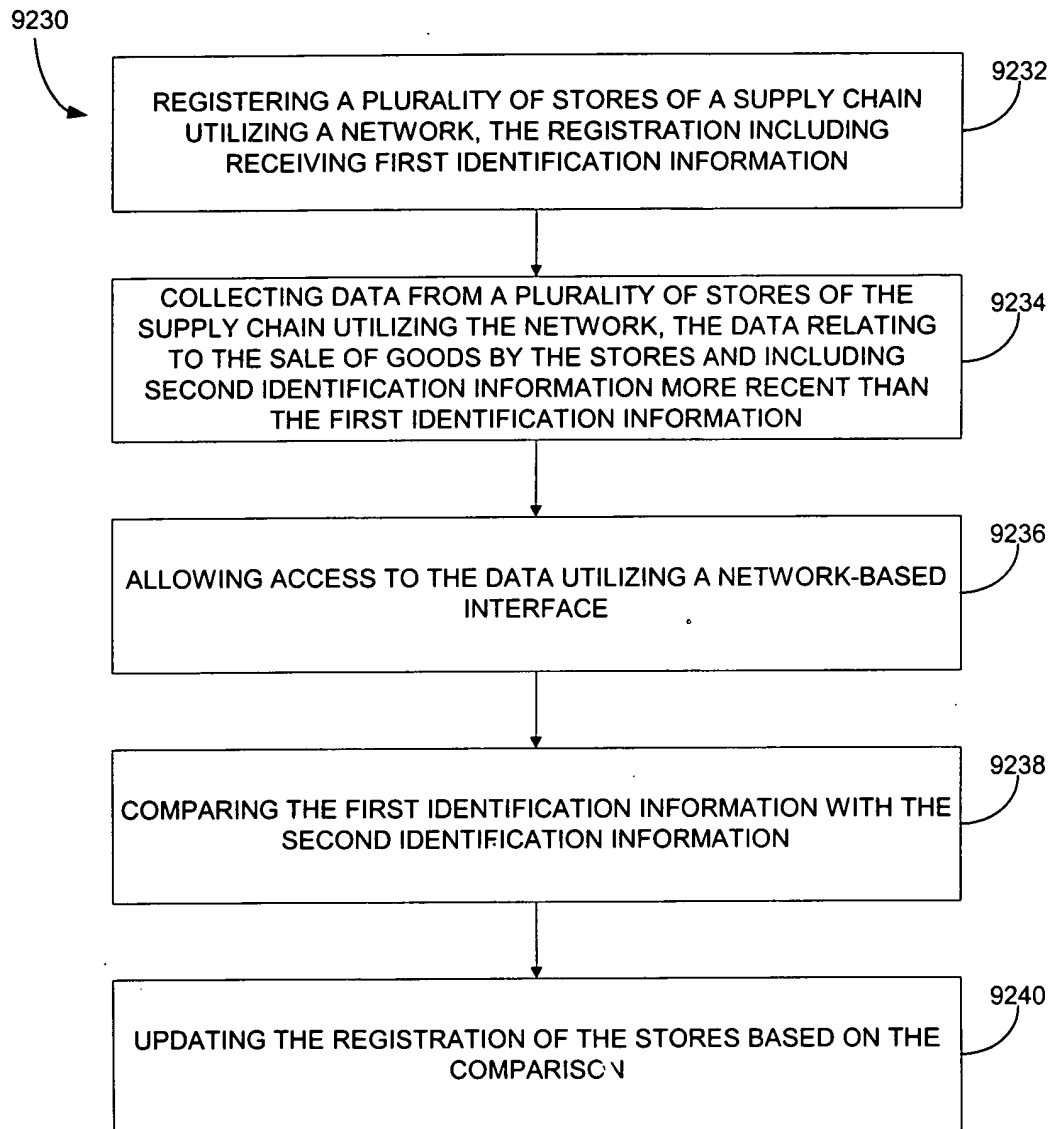 9230
9232
REGISTERING A PLURALITY OF STORES OF A SUPPLY CHAIN
UTILIZING A NETWORK, THE REGISTRATION INCLUDING
RECEIVING FIRST IDENTIFICATION INFORMATION
9234
COLLECTING DATA FROM A PLURALITY OF STORES OF THE
SUPPLY CHAIN UTILIZING THE NETWORK, THE DATA RELATING
TO THE SALE OF GOODS BY THE STORES AND INCLUDING
SECOND IDENTIFICATION INFORMATION MORE RECENT THAN
THE FIRST IDENTIFICATION INFORMATION
9236
ALLOWING ACCESS TO THE DATA UTILIZING A NETWORK-BASED
INTERFACE
9238
COMPARING THE FIRST IDENTIFICATION INFORMATION WITH THE
SECOND IDENTIFICATION INFORMATION
9240
UPDATING THE REGISTRATION OF THE STORES BASED ON THE
COMPARISON